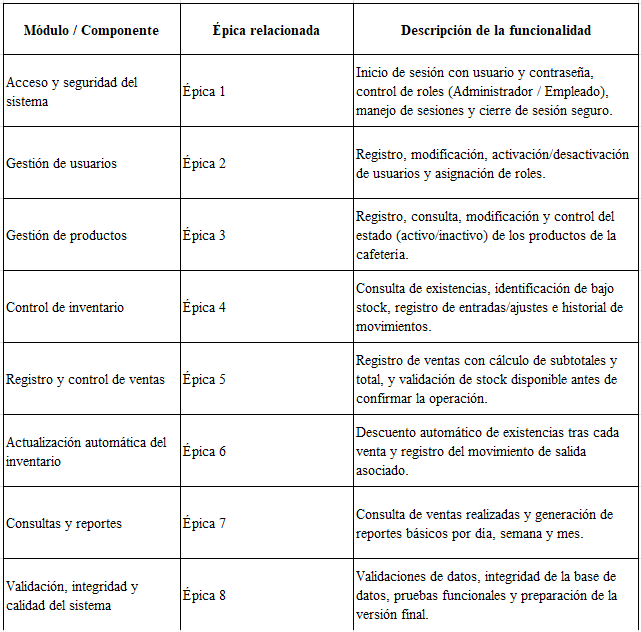 Módulo / Componente
Épica relacionada
Descripción de la funcionalidad
Acceso y seguridad del
sistema
Épica 1
Inicio de sesión con usuario y contraseña,
control de roles (Administrador / Empleado),
manejo de sesiones y cierre de sesión seguro.
Gestión de usuarios
Épica 2
Registro, modificación, activación/desactivación
de usuarios y asignación de roles.
Gestión de productos
Épica 3
Registro, consulta, modificación y control del
estado (activo/inactivo) de los productos de la
cafetería.
Control de inventario
Épica 4
Consulta de existencias, identificación de bajo
stock, registro de entradas/ajustes e historial de
movimientos.
Registro y control de ventas
Épica 5
Registro de ventas con cálculo de subtotales y
total, y validación de stock disponible antes de
confirmar la operación.
Actualización automática del
inventario
Épica 6
Descuento automático de existencias tras cada
venta y registro del movimiento de salida
asociado.
Consultas y reportes
Épica 7
Consulta de ventas realizadas y generación de
reportes básicos por día, semana y mes.
Validación, integridad y
calidad del sistema
Épica 8
Validaciones de datos, integridad de la base de
datos, pruebas funcionales y preparación de la
versión final.